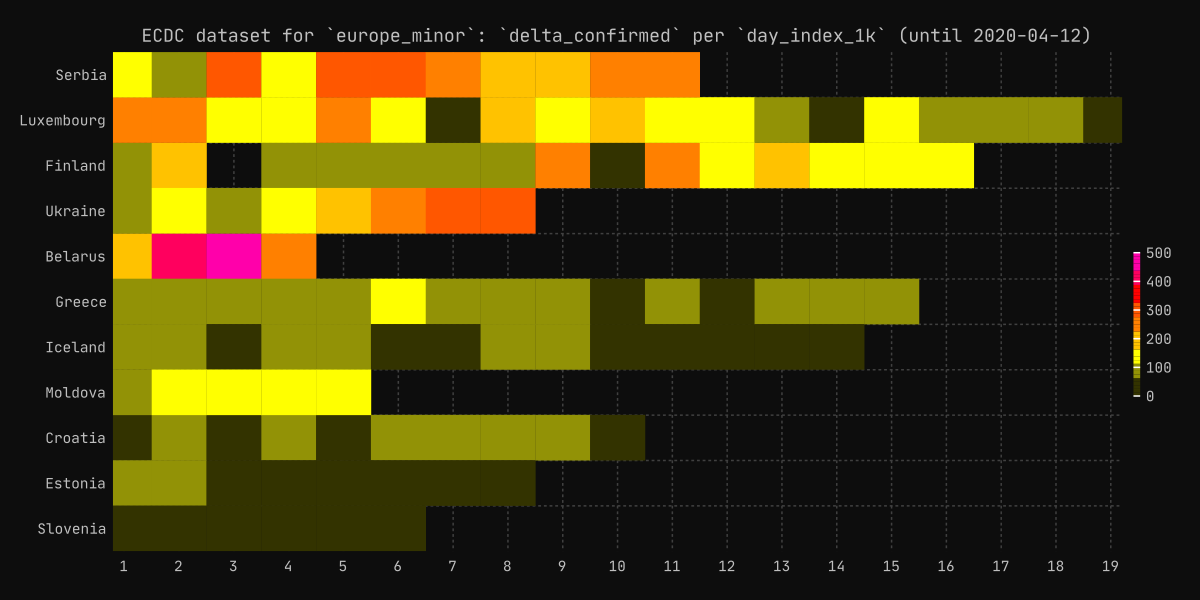 ECDC dataset for `europe_minor`: `delta_confirmed` per `day_index_1k` (until 2020-04-12)
Serbia
Luxembourg
Finland
Ukraine
Belarus
Greece
Iceland
Moldova
Croatia
Estonia
Slovenia
500
400
300
200
100
0
1 2 3 4 5 6 7 8 9 10 11 12 13 14 15 16 17 18 19